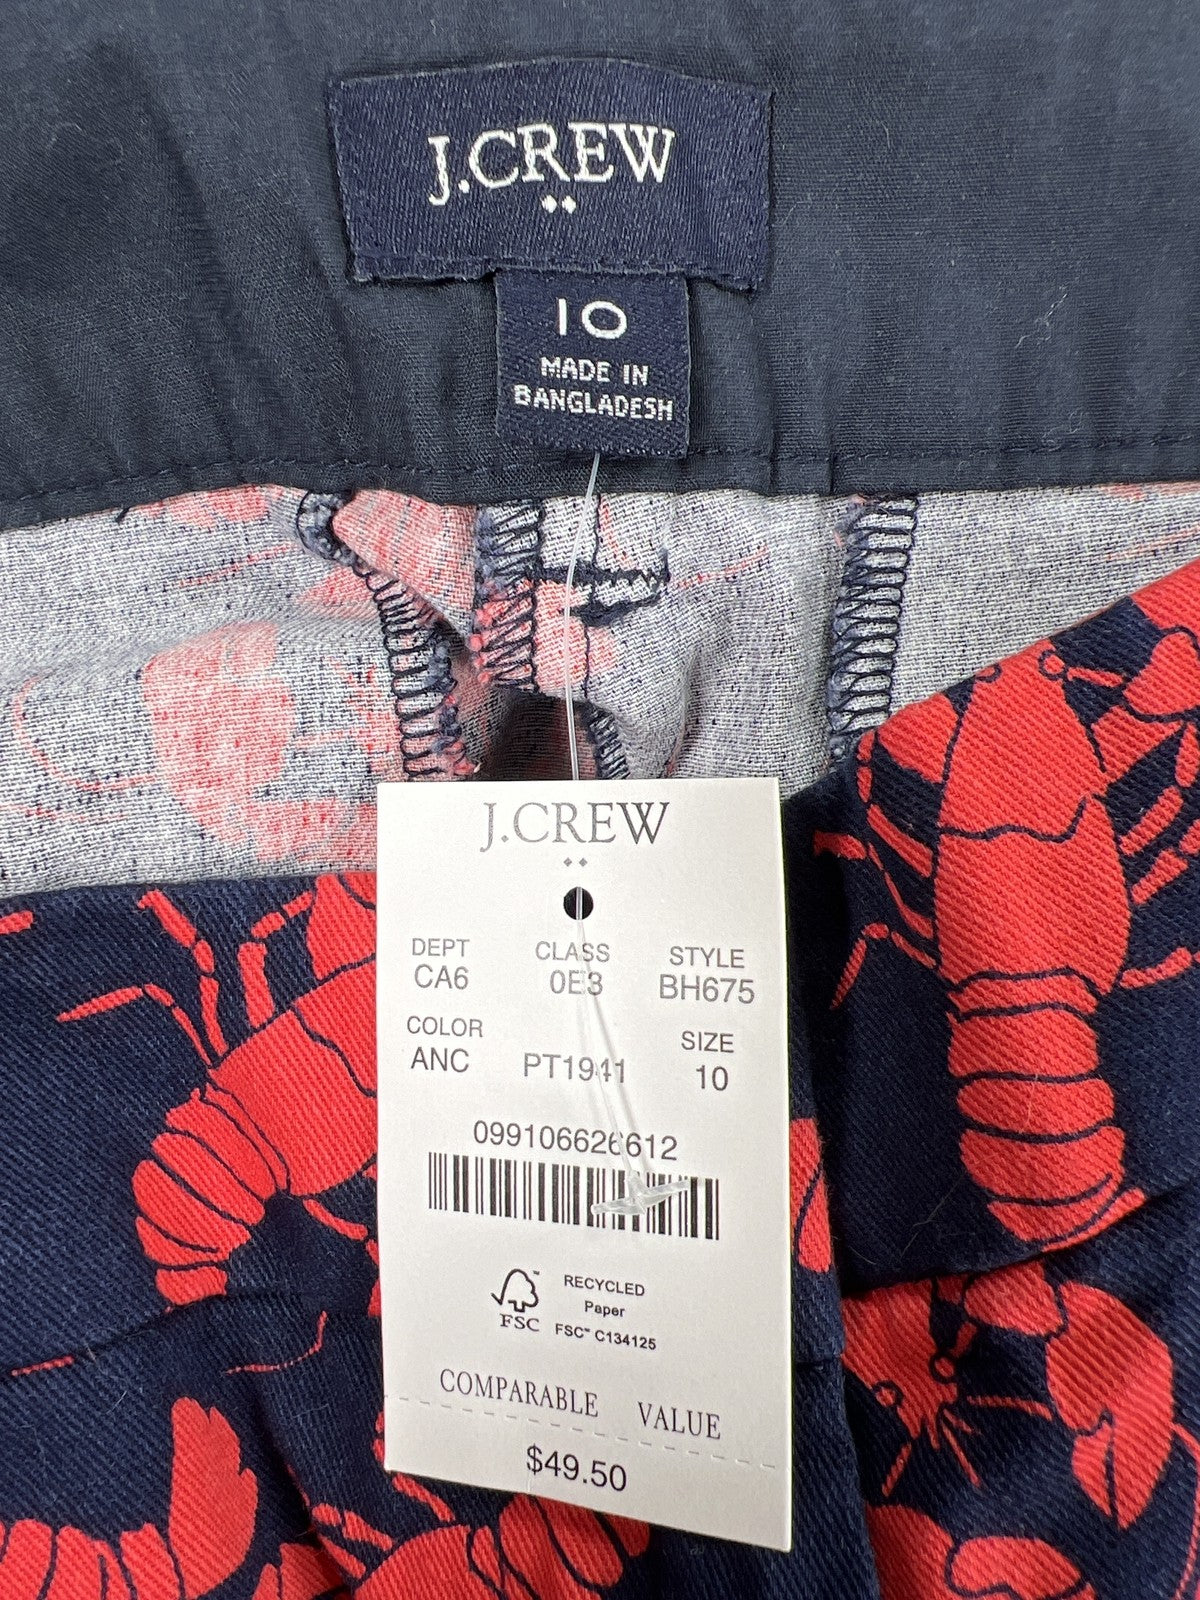 J.CREW
10
MADE IN
BANGLADESH
J.CREW
DEPT CLASS STYLE
CA6 0E3 BH675
COLOR SIZE
ANC PT1941 10
099106626612
RECYCLED
Paper
FSC™ C134125
FSC
COMPARABLE VALUE
$49.50